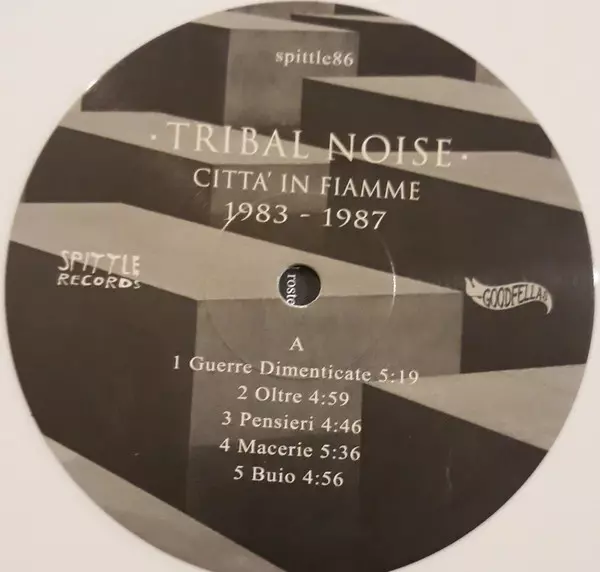 spittle86
· TRIBAL NOISE ·
CITTA' IN FIAMME
1983 - 1987
SPITTLE
RECORDS
GOODFELLAS
roste
A
1 Guerre Dimenticate 5:19
2 Oltre 4:59
3 Pensieri 4:46
4 Macerie 5:36
5 Buio 4:56